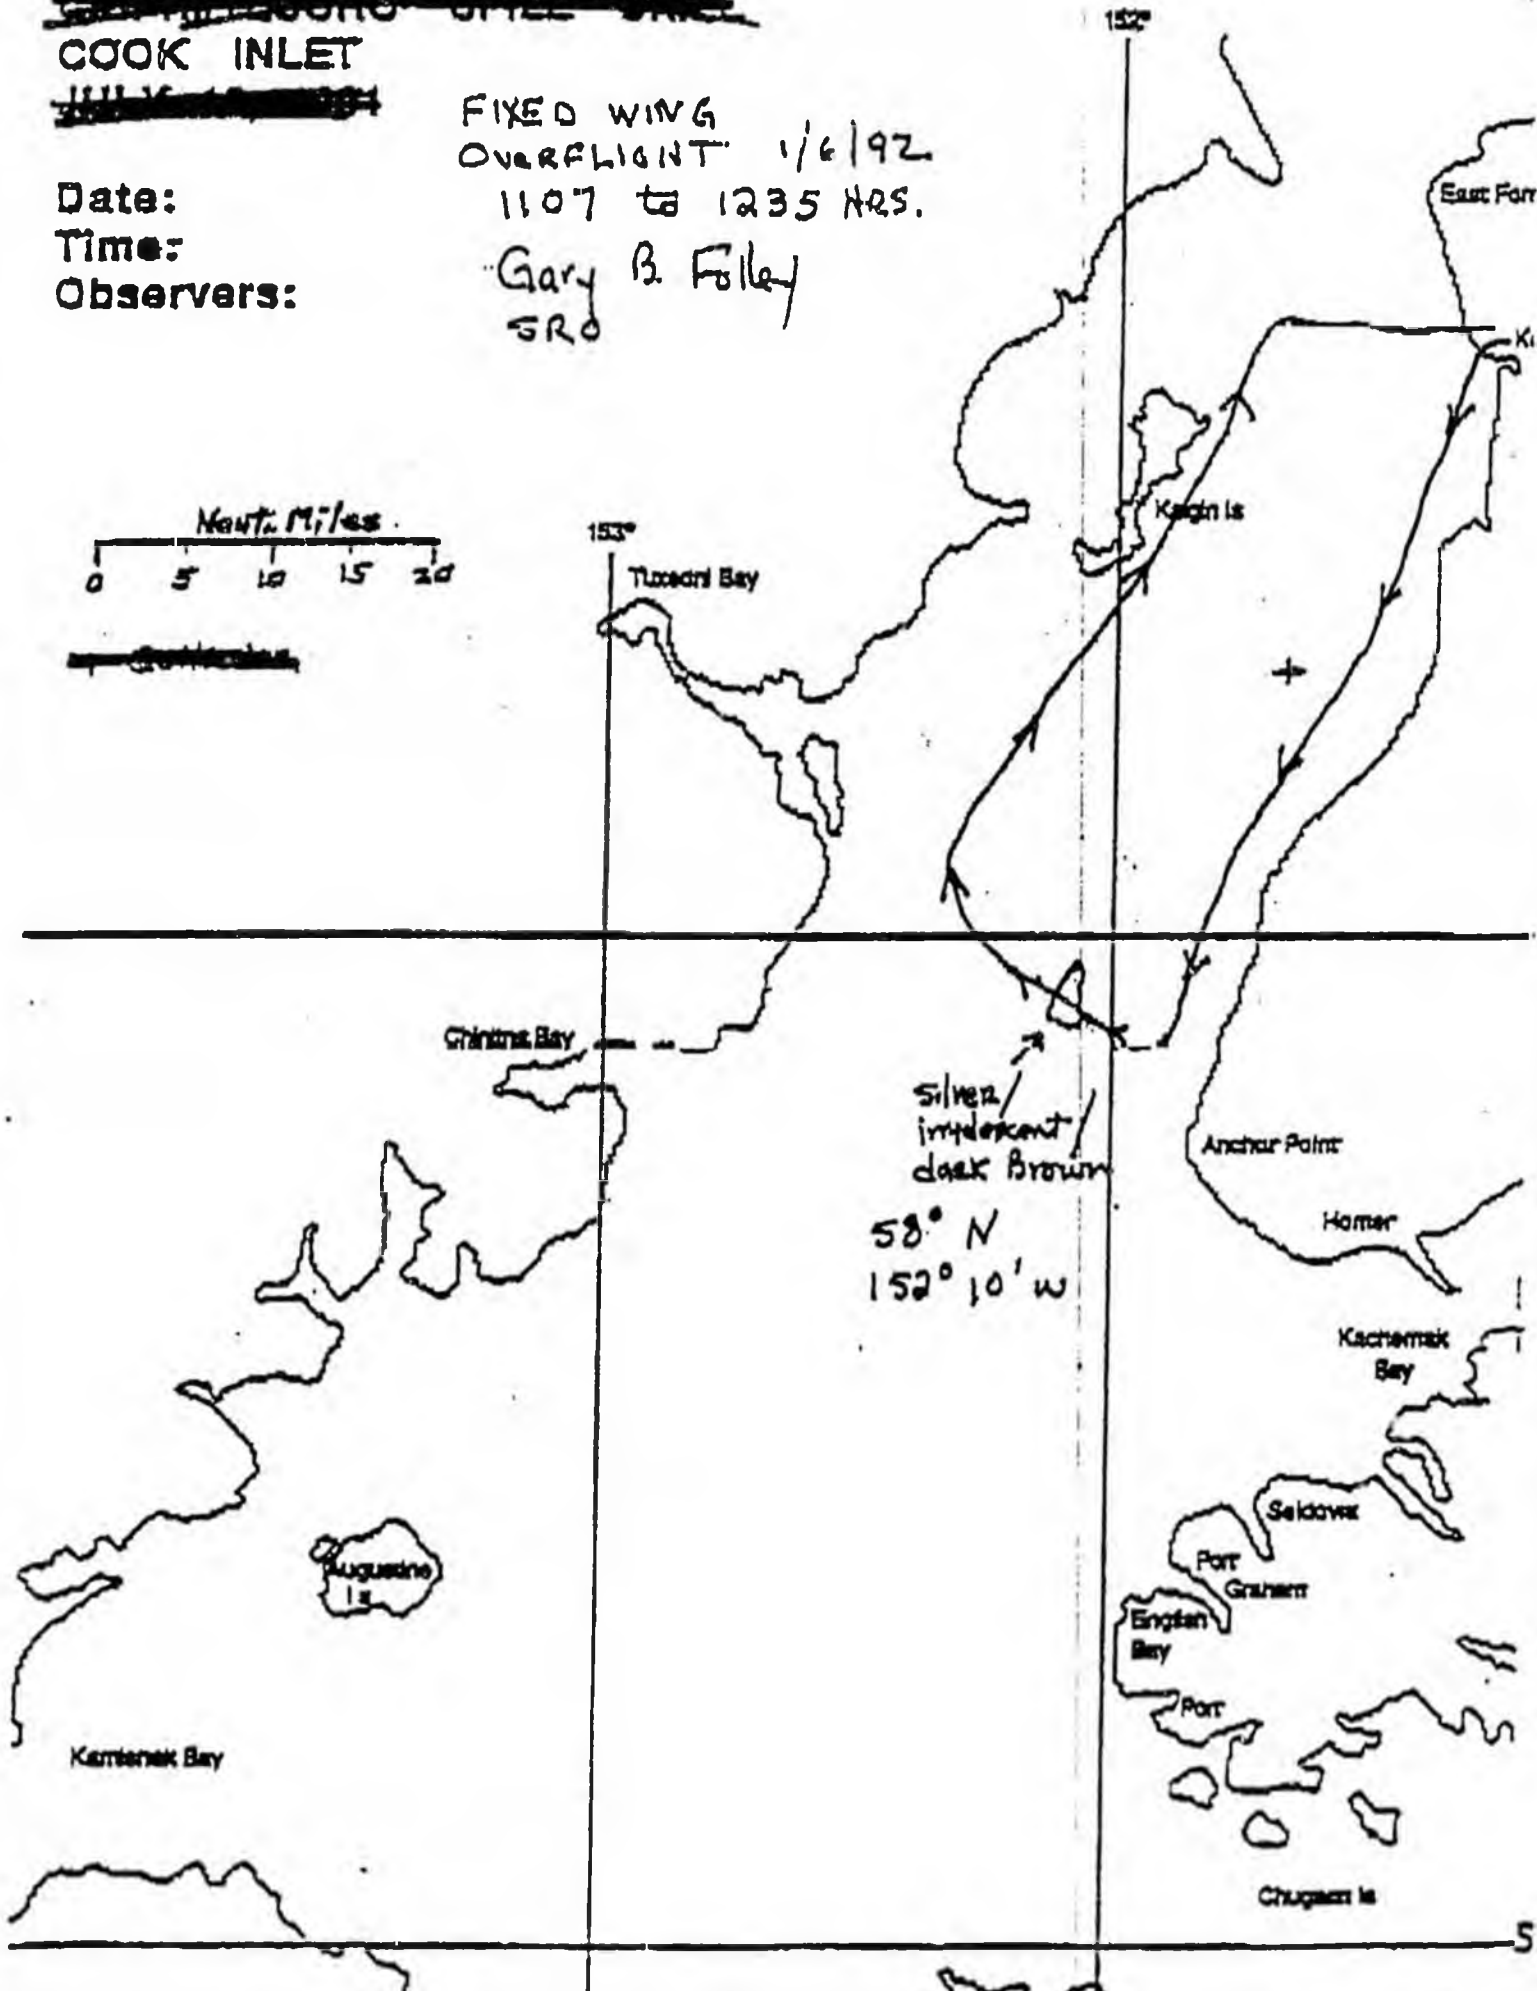 COOK INLET
FIXED WING
OVERFLIGHT 1/6/92
Date:
1107 to 1235 HRS.
Time:
Observers:
Gary B. Folley
SRO
152°
East For
K
Naut. Miles
0 5 10 15 20
153°
Tuxedni Bay
Kalgin Is
Chinitna Bay
Silver
irridescent
dark Brown
58° N
152° 10' W
Anchor Point
Homer
Kachemak
Bay
Seldovia
Port
Graham
English
Bay
Port
Augustine
Is
Kamishak Bay
Chugach Is
5